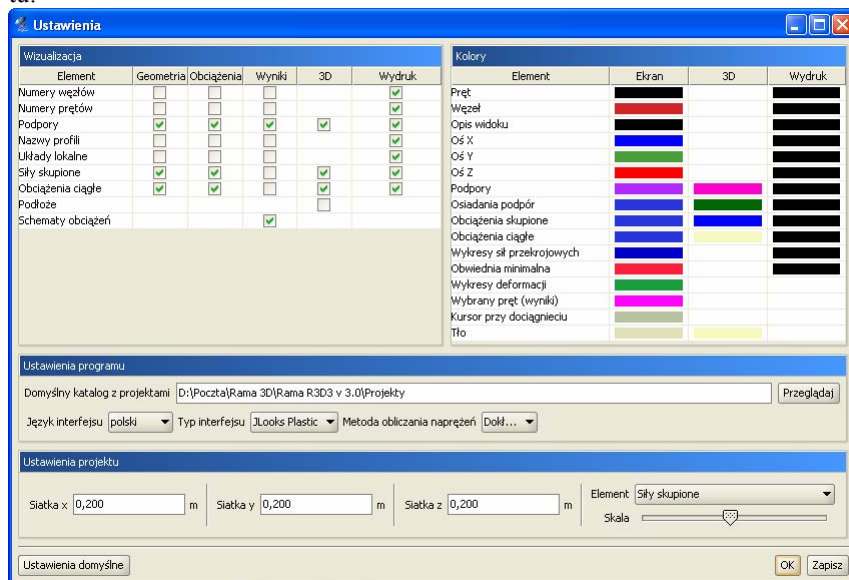 tu.
Ustawienia
Wizualizacja
Element Geometria Obciążenia Wyniki 3D Wydruk
Numery węzłów
Numery prętów
Podpory
Nazwy profili
Układy lokalne
Siły skupione
Obciążenia ciągłe
Podłoże
Schematy obciążeń
Kolory
Element Ekran 3D Wydruk
Pręt
Węzeł
Opis widoku
Oś X
Oś Y
Oś Z
Podpory
Osiadania podpór
Obciążenia skupione
Obciążenia ciągłe
Wykresy sił przekrojowych
Obwiednia minimalna
Wykresy deformacji
Wybrany pręt (wyniki)
Kursor przy dociągnieciu
Tło
Ustawienia programu
Domyślny katalog z projektami D:\Poczta\Rama 3D\Rama R3D3 v 3.0\Projekty Przeglądaj
Język interfejsu polski Typ interfejsu JLooks Plastic Metoda obliczania naprężeń Dokł...
Ustawienia projektu
Siatka x 0,200 m Siatka y 0,200 m Siatka z 0,200 m Element Siły skupione
Skala
Ustawienia domyślne OK Zapisz